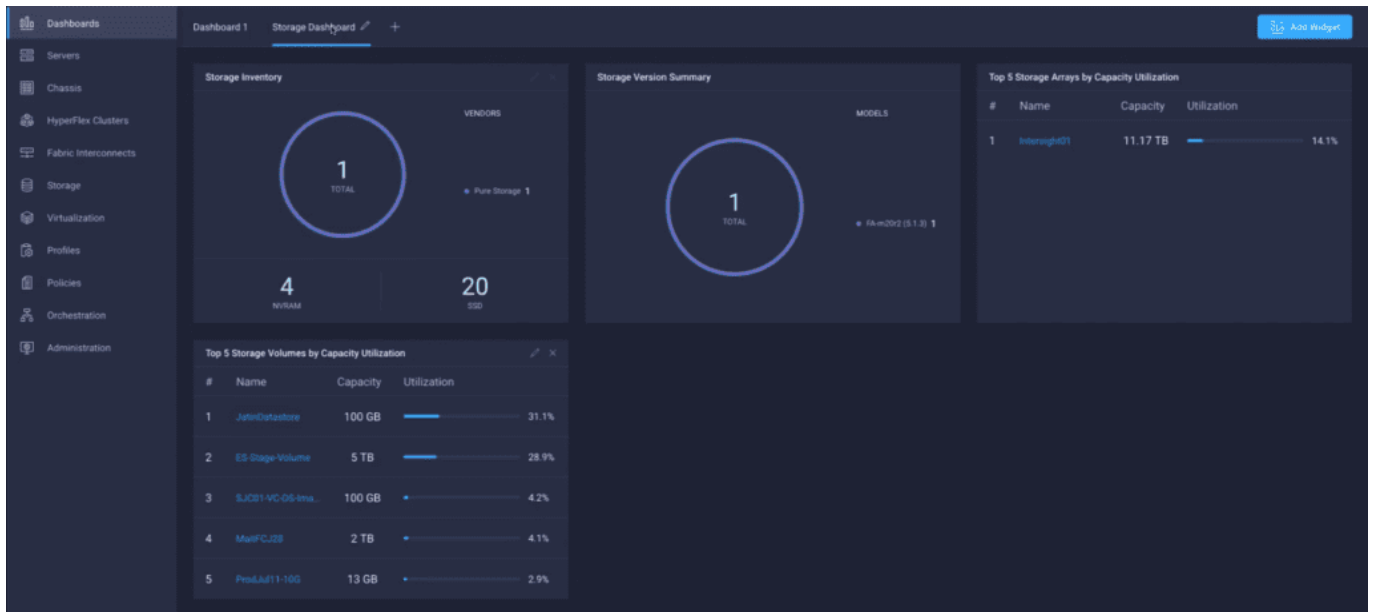 Dashboards
Servers
Chassis
HyperFlex Clusters
Fabric Interconnects
Storage
Virtualization
Profiles
Policies
Orchestration
Administration
Dashboard 1 Storage Dashboard +
Add Widget
Storage Inventory
VENDORS
1
TOTAL
Pure Storage 1
4
NVRAM
20
SSD
Storage Version Summary
MODELS
1
TOTAL
FA-m20r2 (5.1.3) 1
Top 5 Storage Arrays by Capacity Utilization
# Name Capacity Utilization
1 Intersight01 11.17 TB 14.1%
Top 5 Storage Volumes by Capacity Utilization
# Name Capacity Utilization
1 JatinDatastore 100 GB 31.1%
2 ES-Stage-Volume 5 TB 28.9%
3 SJC01-VC-DS-Ima... 100 GB 4.2%
4 2 TB 4.1%
5 13 GB 2.9%